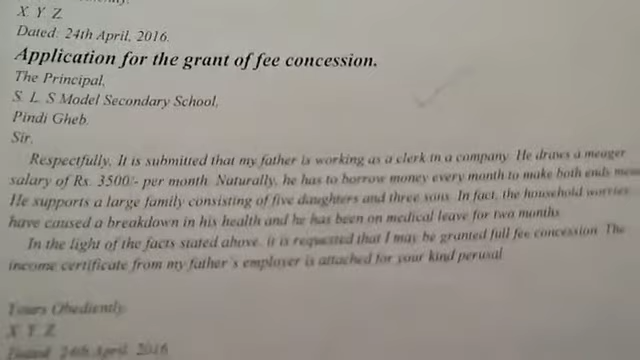 X. Y. Z.
Dated: 24th April, 2016.
Application for the grant of fee concession.
The Principal,
S. L. S Model Secondary School,
Pindi Gheb.
Sir,
Respectfully, It is submitted that my father is working as a clerk in a company. He draws a meager
salary of Rs. 3500/- per month. Naturally, he has to borrow money every month to make both ends
He supports a large family consisting of five daughters and three sons. In fact, the household worries
have caused a breakdown in his health and he has been on medical leave for two months.
In the light of the facts stated above, it is requested that I may be granted full fee concession. The
income certificate from my father's employer is attached for your kind perusal.
Yours Obediently,
X. Y. Z.
Dated: 24th April, 2016